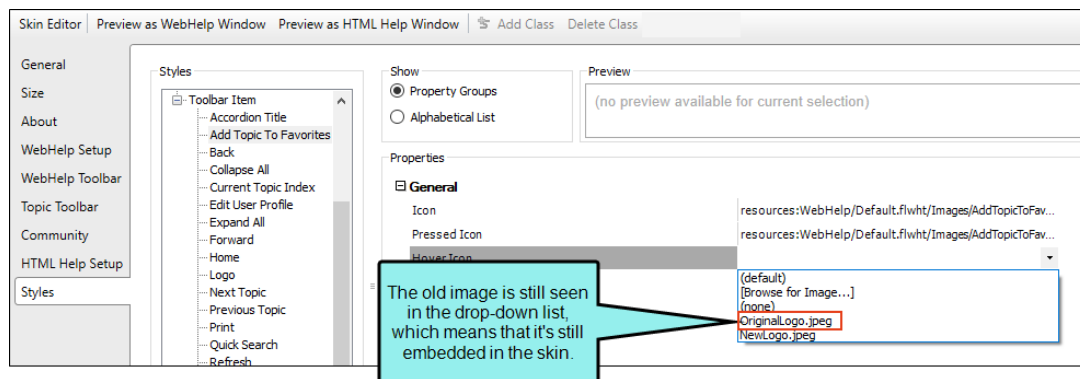 Skin Editor Preview as WebHelp Window Preview as HTML Help Window Add Class Delete Class
General
Size
About
WebHelp Setup
WebHelp Toolbar
Topic Toolbar
Community
HTML Help Setup
Styles
Styles
Toolbar Item
Accordion Title
Add Topic To Favorites
Back
Collapse All
Current Topic Index
Edit User Profile
Expand All
Forward
Home
Logo
Next Topic
Previous Topic
Print
Quick Search
Refresh
Show
Property Groups
Alphabetical List
Preview
(no preview available for current selection)
Properties
General
Icon resources:WebHelp/Default.flwht/Images/AddTopicToFav...
Pressed Icon resources:WebHelp/Default.flwht/Images/AddTopicToFav...
Hover Icon
(default)
[Browse for Image...]
(none)
OriginalLogo.jpeg
NewLogo.jpeg
The old image is still seen
in the drop-down list,
which means that it's still
embedded in the skin.